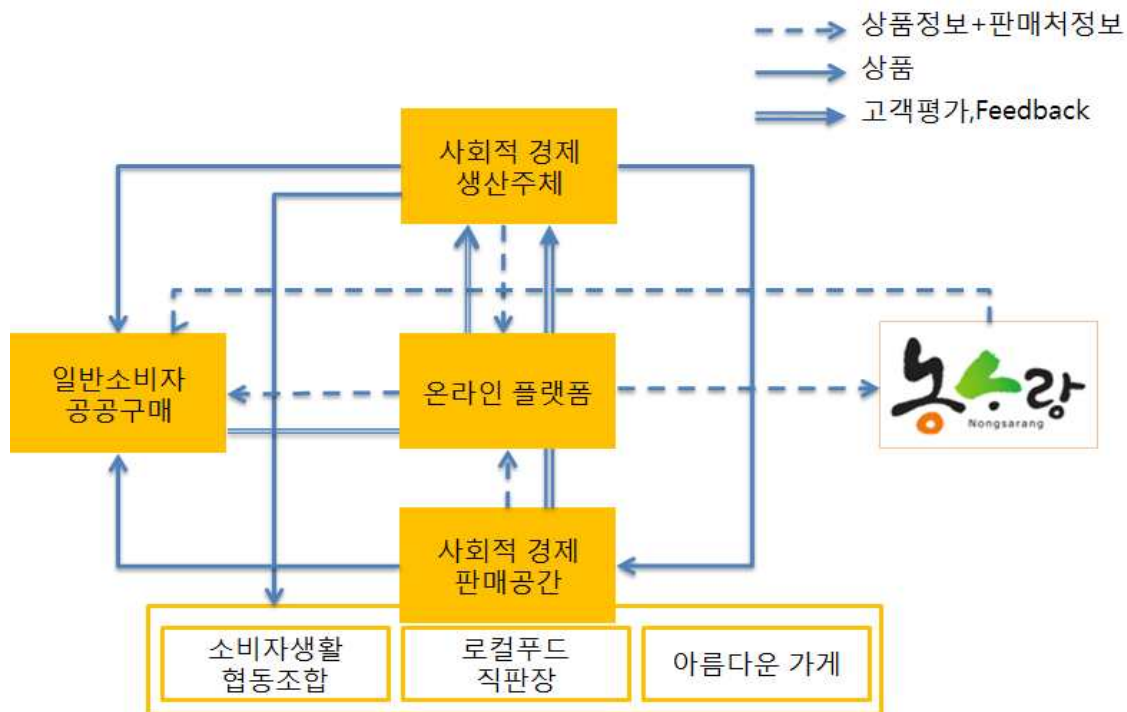 상품정보+판매처정보
상품
고객평가,Feedback
사회적 경제
생산주체
일반소비자
공공구매
온라인 플랫폼
농사랑
Nongsarang
사회적 경제
판매공간
소비자생활
협동조합
로컬푸드
직판장
아름다운 가게